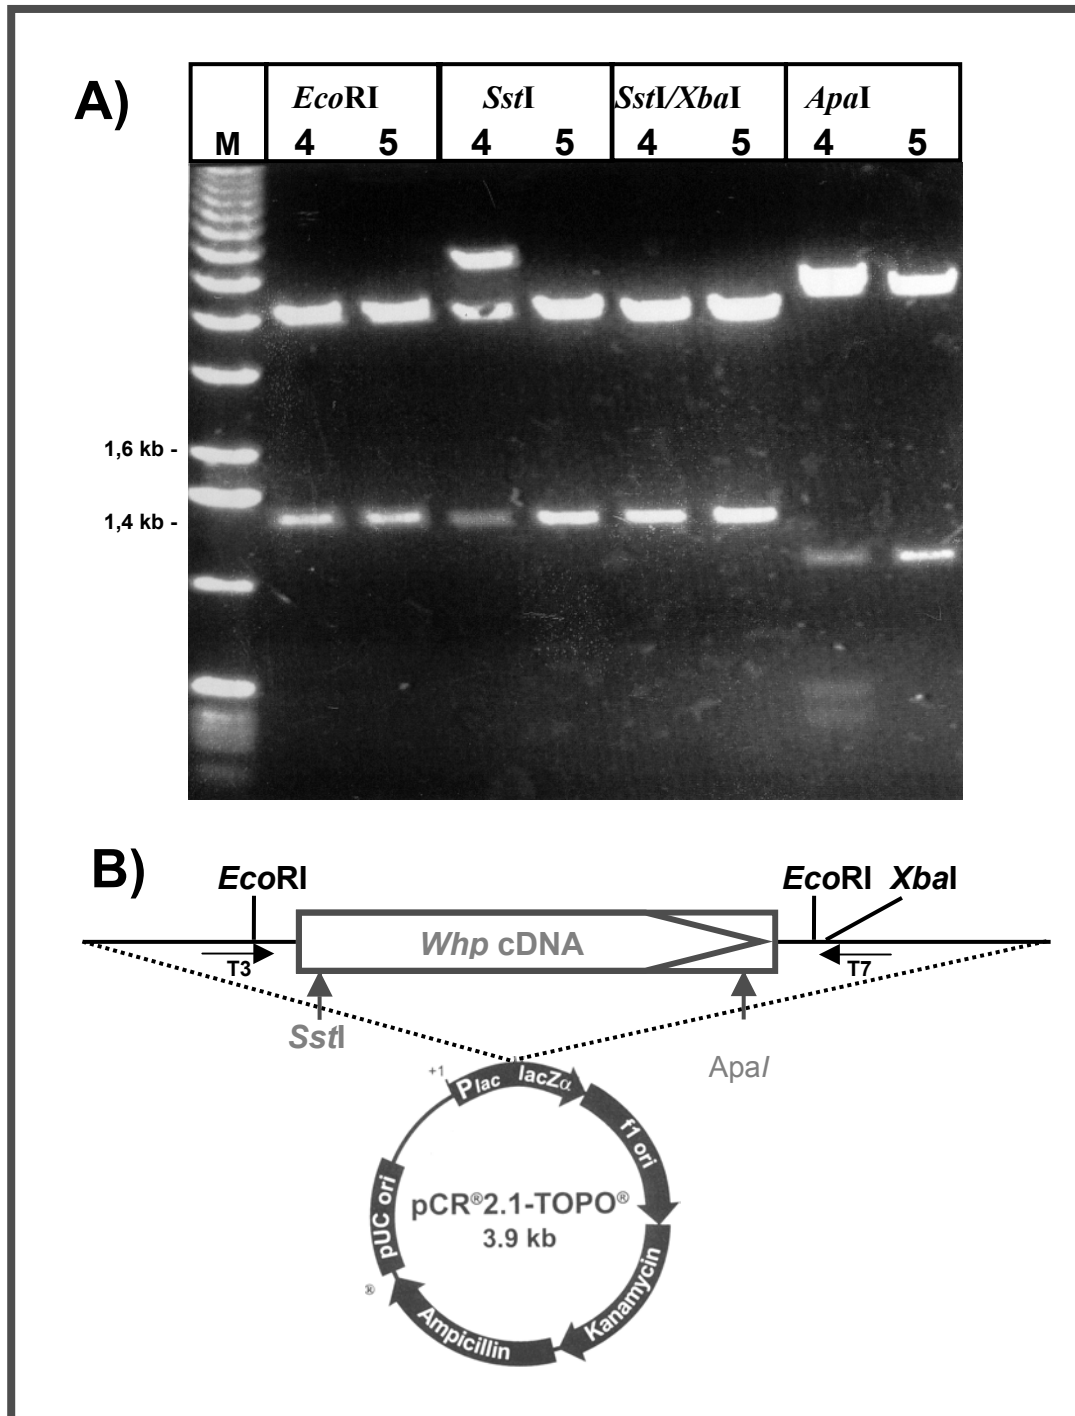 A)
EcoRI SstI SstI/XbaI ApaI
M 4 5 4 5 4 5 4 5
1,6 kb -
1,4 kb -
B)
EcoRI EcoRI XbaI
Whp cDNA
T3 T7
SstI
ApaI
+1 Plac lacZα
f1 ori
pUC ori
pCR®2.1-TOPO®
3.9 kb
Kanamycin
Ampicillin
®